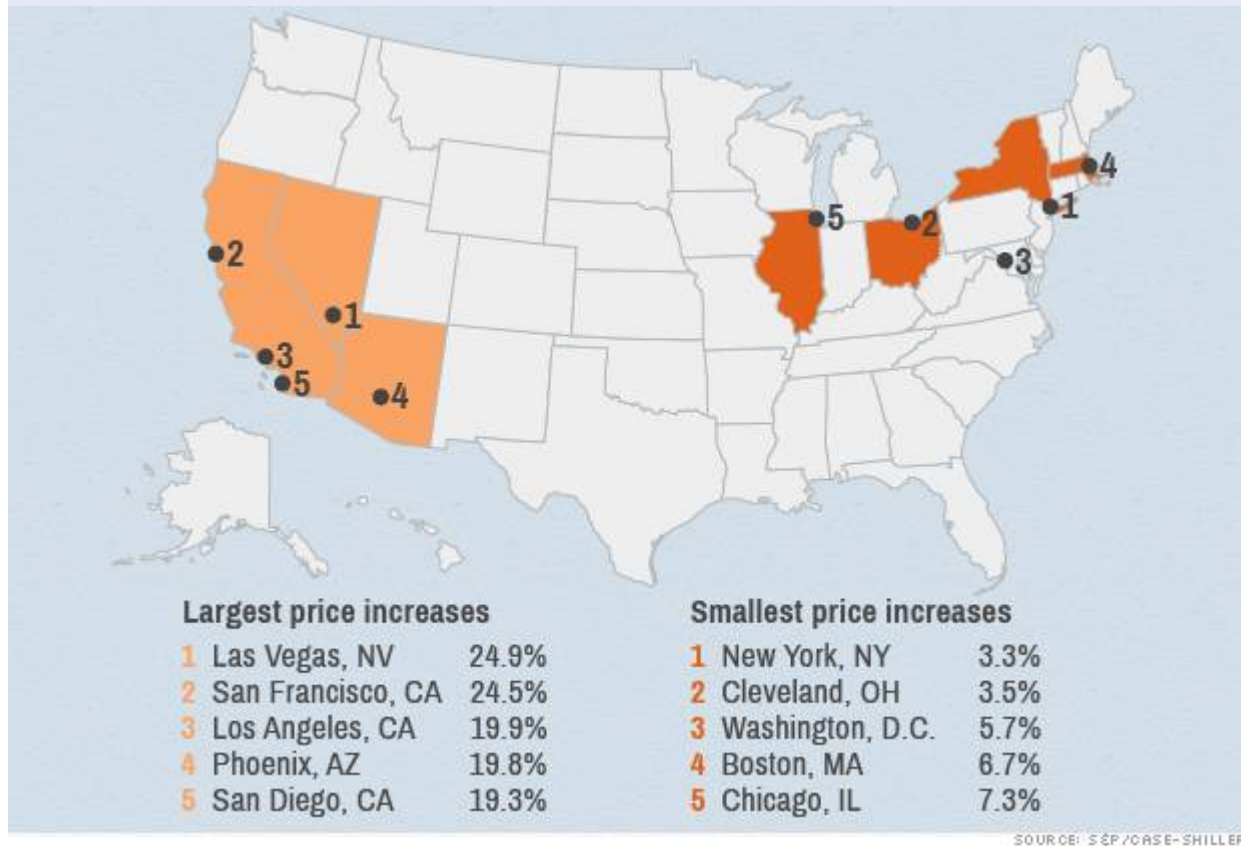 2
1
3
5
4
5
2
4
1
3
Largest price increases
1 Las Vegas, NV 24.9%
2 San Francisco, CA 24.5%
3 Los Angeles, CA 19.9%
4 Phoenix, AZ 19.8%
5 San Diego, CA 19.3%
Smallest price increases
1 New York, NY 3.3%
2 Cleveland, OH 3.5%
3 Washington, D.C. 5.7%
4 Boston, MA 6.7%
5 Chicago, IL 7.3%
SOURCE: S&P/CASE-SHILLER